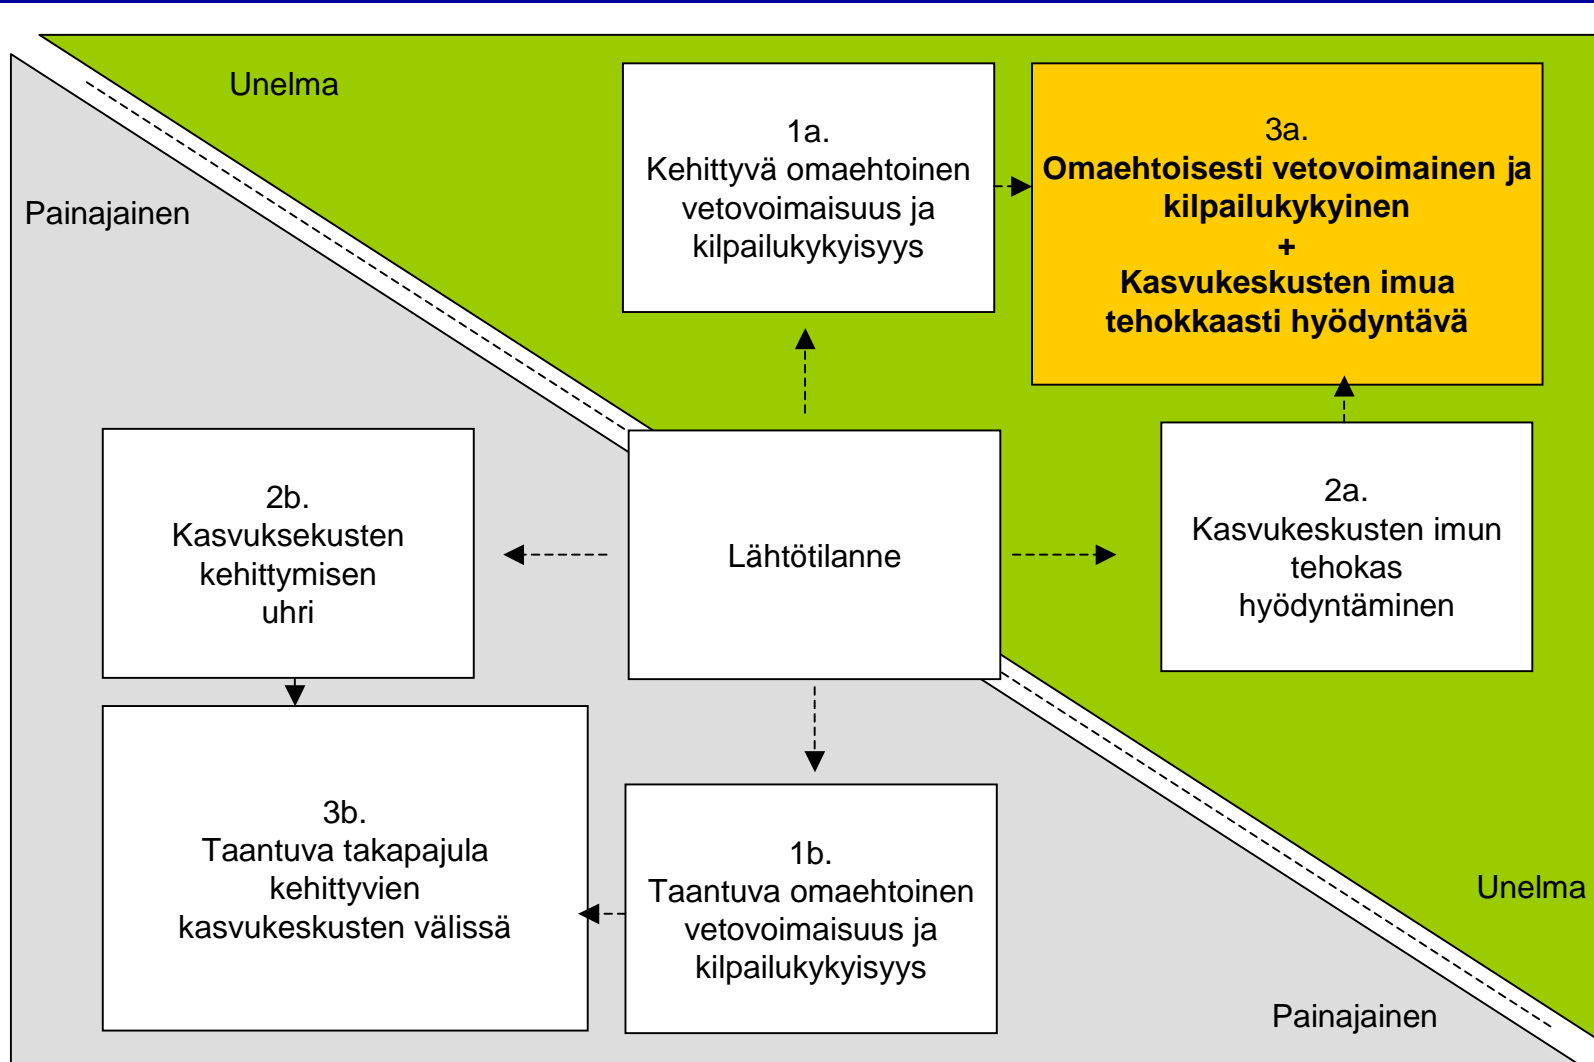 Unelma
Painajainen
1a.
Kehittyvä omaehtoinen
vetovoimaisuus ja
kilpailukykyisyys
3a.
Omaehtoisesti vetovoimainen ja
kilpailukykyinen
+
Kasvukeskusten imua
tehokkaasti hyödyntävä
2b.
Kasvuksekusten
kehittymisen
uhri
Lähtötilanne
2a.
Kasvukeskusten imun
tehokas
hyödyntäminen
3b.
Taantuva takapajula
kehittyvien
kasvukeskusten välissä
1b.
Taantuva omaehtoinen
vetovoimaisuus ja
kilpailukykyisyys
Unelma
Painajainen